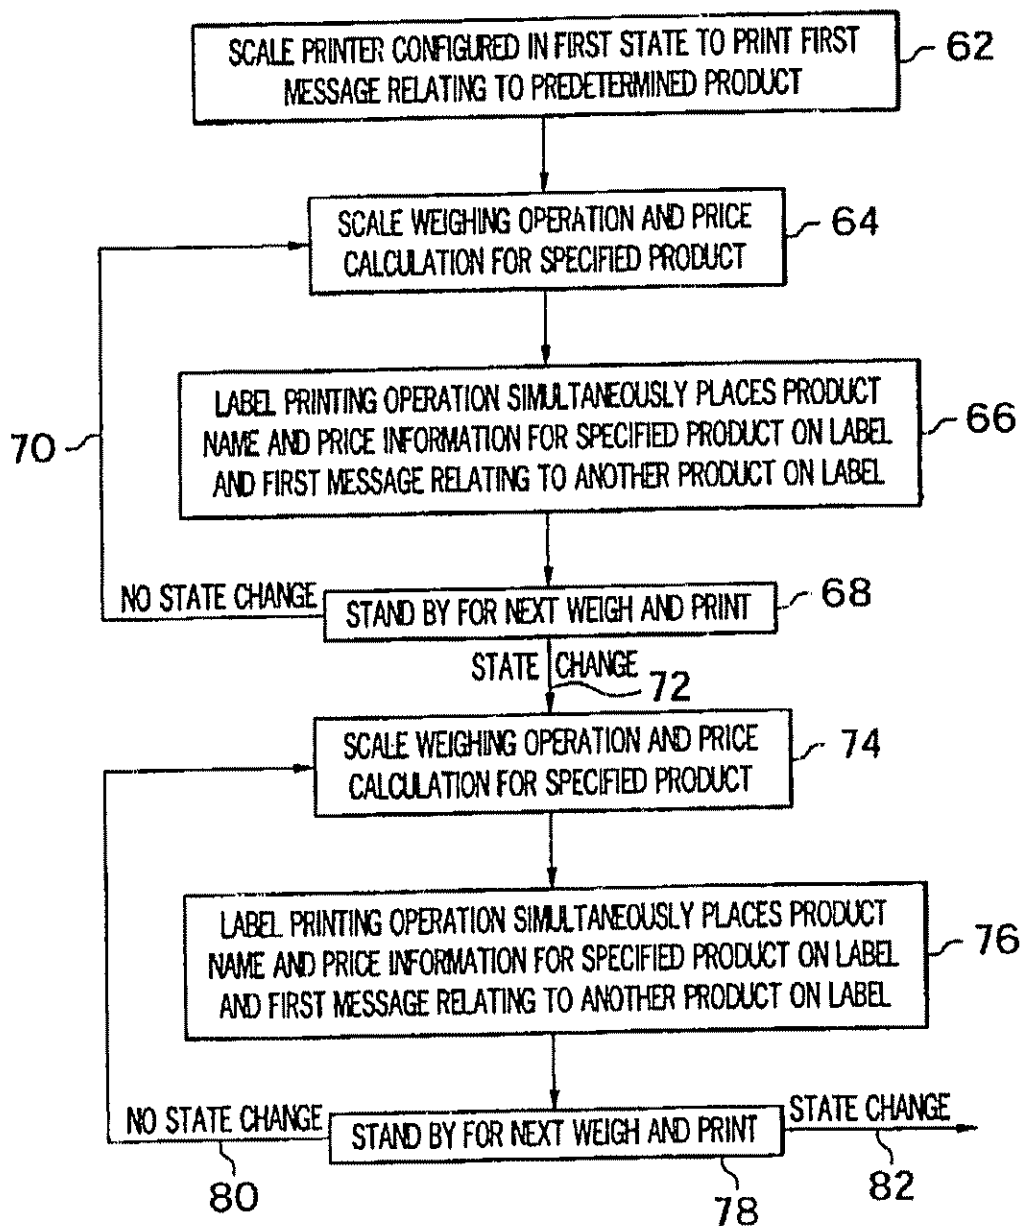 SCALE PRINTER CONFIGURED IN FIRST STATE TO PRINT FIRST
MESSAGE RELATING TO PREDETERMINED PRODUCT
62
SCALE WEIGHING OPERATION AND PRICE
CALCULATION FOR SPECIFIED PRODUCT
64
LABEL PRINTING OPERATION SIMULTANEOUSLY PLACES PRODUCT
NAME AND PRICE INFORMATION FOR SPECIFIED PRODUCT ON LABEL
AND FIRST MESSAGE RELATING TO ANOTHER PRODUCT ON LABEL
66
70
NO STATE CHANGE
STAND BY FOR NEXT WEIGH AND PRINT
68
STATE CHANGE
72
SCALE WEIGHING OPERATION AND PRICE
CALCULATION FOR SPECIFIED PRODUCT
74
LABEL PRINTING OPERATION SIMULTANEOUSLY PLACES PRODUCT
NAME AND PRICE INFORMATION FOR SPECIFIED PRODUCT ON LABEL
AND FIRST MESSAGE RELATING TO ANOTHER PRODUCT ON LABEL
76
NO STATE CHANGE
STAND BY FOR NEXT WEIGH AND PRINT
STATE CHANGE
80
78
82